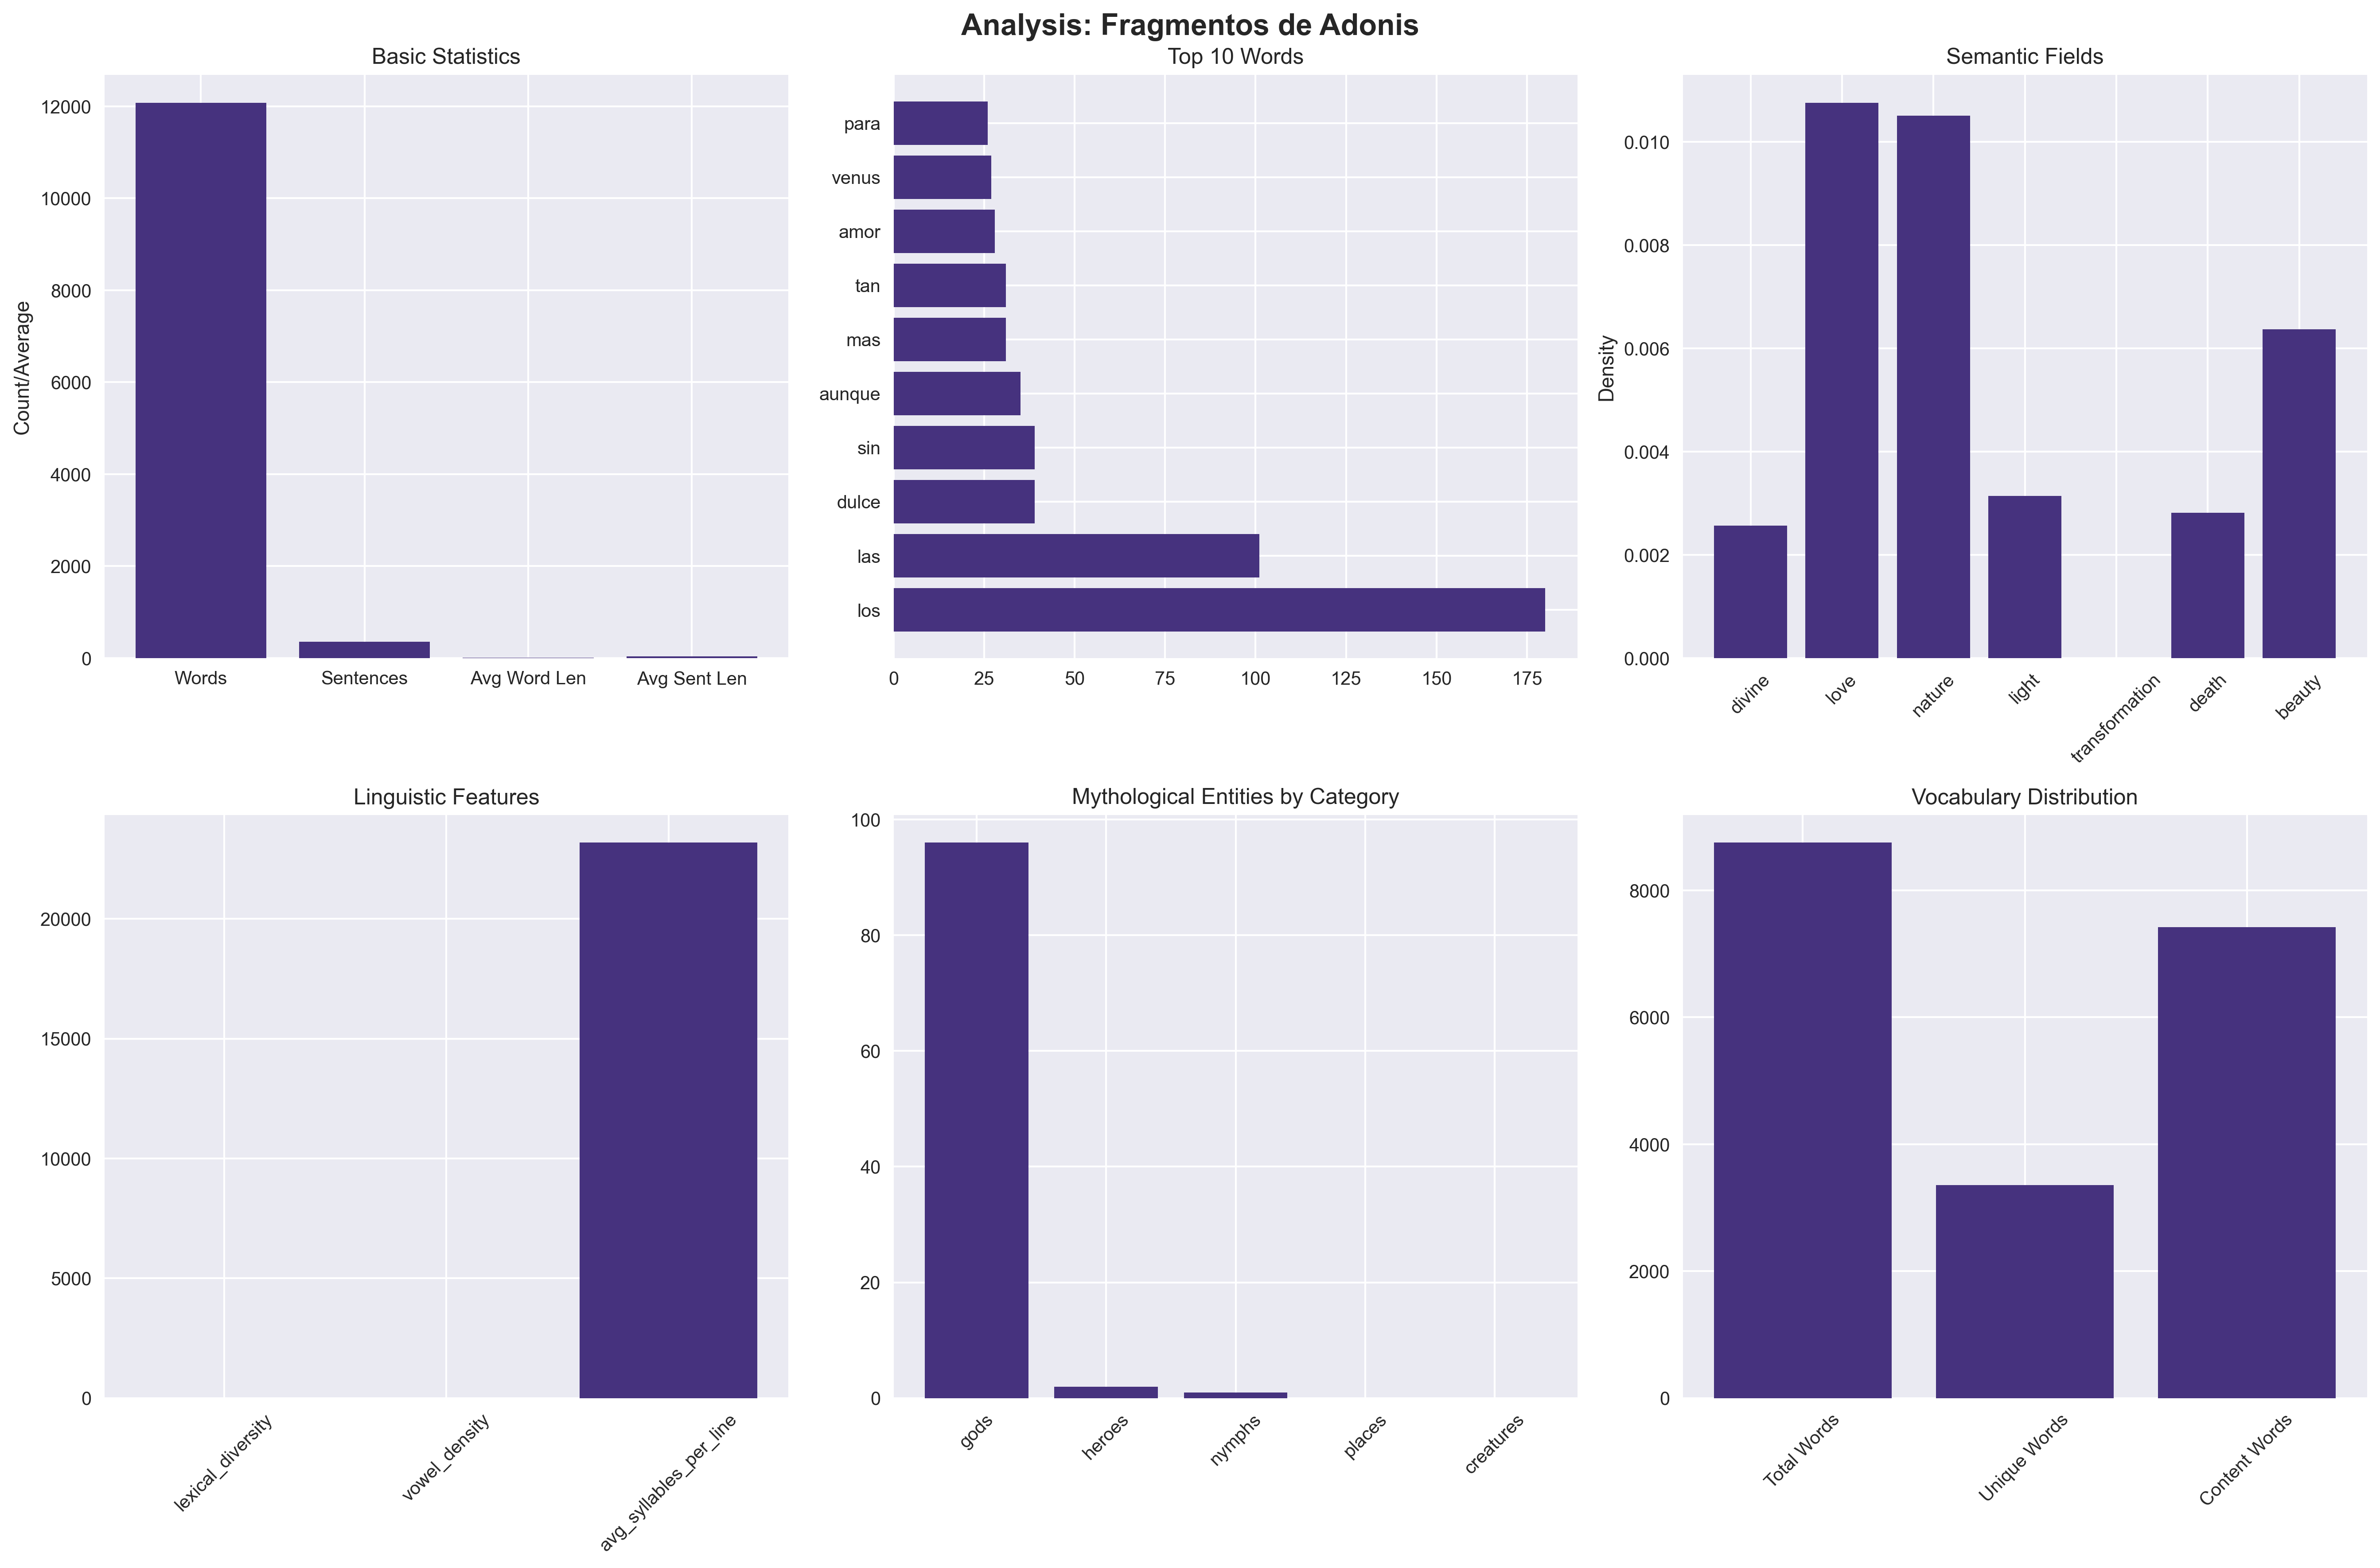 Analysis: Fragmentos de Adonis
Basic Statistics
Count/Average
12000
10000
8000
6000
4000
2000
0
Words
Sentences
Avg Word Len
Avg Sent Len
Top 10 Words
para
venus
amor
tan
mas
aunque
sin
dulce
las
los
0
25
50
75
100
125
150
175
Semantic Fields
Density
0.010
0.008
0.006
0.004
0.002
0.000
divine
love
nature
light
transformation
death
beauty
Linguistic Features
20000
15000
10000
5000
0
lexical_diversity
vowel_density
avg_syllables_per_line
Mythological Entities by Category
100
80
60
40
20
0
gods
heroes
nymphs
places
creatures
Vocabulary Distribution
8000
6000
4000
2000
0
Total Words
Unique Words
Content Words